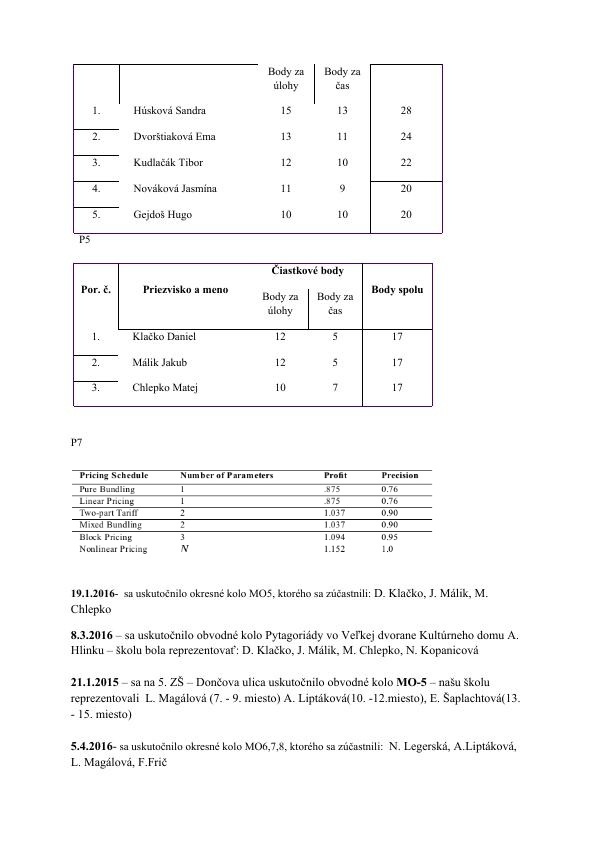 Body za úlohy Body za čas
1. Húsková Sandra 15 13 28
2. Dvorštiaková Ema 13 11 24
3. Kudlačák Tibor 12 10 22
4. Nováková Jasmína 11 9 20
5. Gejdoš Hugo 10 10 20
P5
Por. č. Priezvisko a meno Čiastkové body Body spolu
Body za úlohy Body za čas
1. Klačko Daniel 12 5 17
2. Málik Jakub 12 5 17
3. Chlepko Matej 10 7 17
P7
Pricing Schedule Number of Parameters Profit Precision
Pure Bundling 1 .875 0.76
Linear Pricing 1 .875 0.76
Two-part Tariff 2 1.037 0.90
Mixed Bundling 2 1.037 0.90
Block Pricing 3 1.094 0.95
Nonlinear Pricing N 1.152 1.0
19.1.2016- sa uskutočnilo okresné kolo MO5, ktorého sa zúčastnili: D. Klačko, J. Málik, M.
Chlepko
8.3.2016 – sa uskutočnilo obvodné kolo Pytagoriády vo Veľkej dvorane Kultúrneho domu A.
Hlinku – školu bola reprezentovať: D. Klačko, J. Málik, M. Chlepko, N. Kopanicová
21.1.2015 – sa na 5. ZŠ – Dončova ulica uskutočnilo obvodné kolo MO-5 – našu školu
reprezentovali L. Magálová (7. - 9. miesto) A. Liptáková(10. -12.miesto), E. Šaplachtová(13.
- 15. miesto)
5.4.2016- sa uskutočnilo okresné kolo MO6,7,8, ktorého sa zúčastnili: N. Legerská, A.Liptáková,
L. Magálová, F.Frič